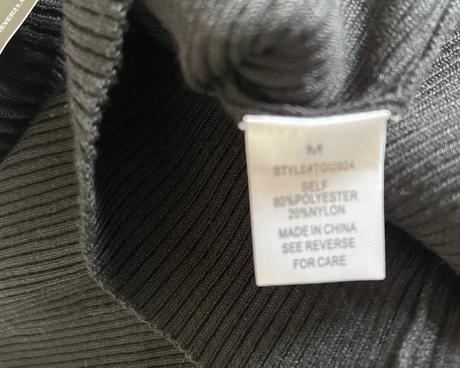 M
SELF
80%POLYESTER
20%NYLON
MADE IN CHINA
SEE REVERSE
FOR CARE